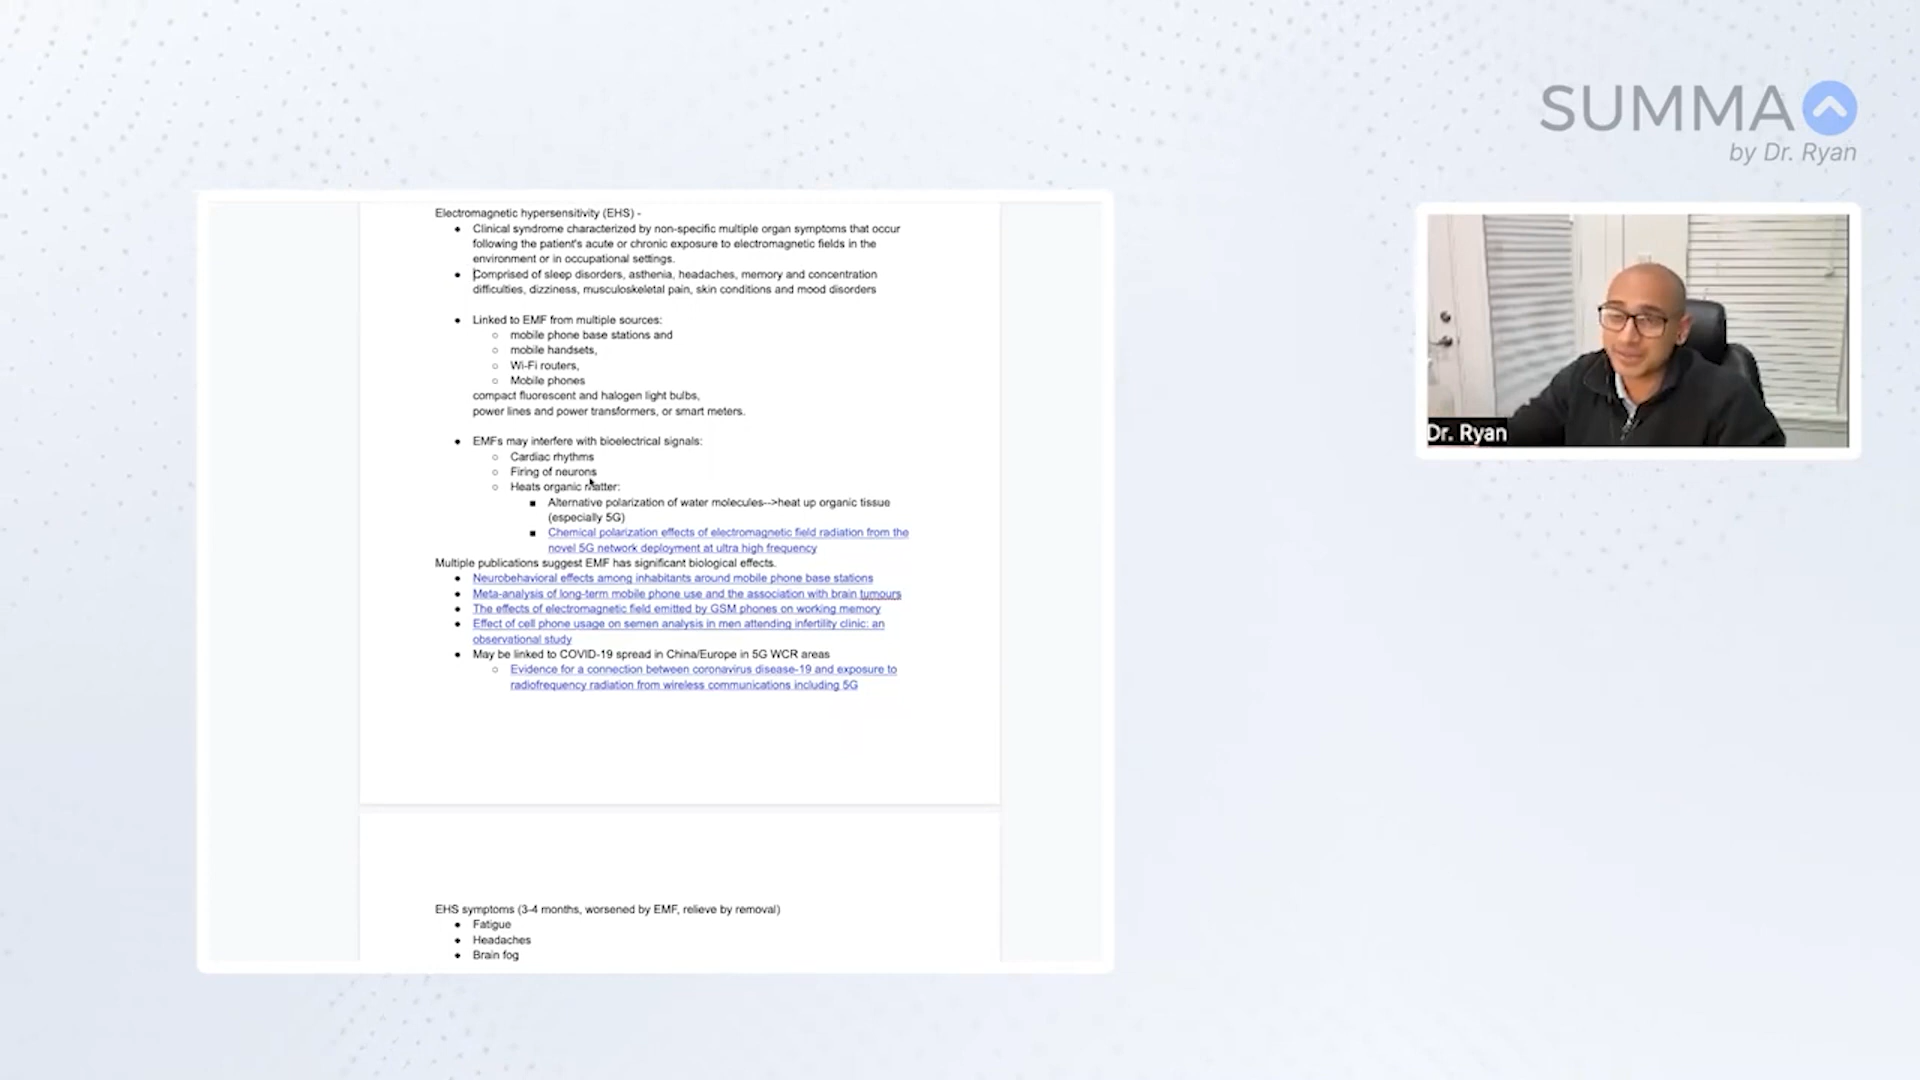 SUMMA
by Dr. Ryan
Electromagnetic hypersensitivity (EHS) -
Clinical syndrome characterized by non-specific multiple organ symptoms that occur
following the patient's acute or chronic exposure to electromagnetic fields in the
environment or in occupational settings.
Comprised of sleep disorders, asthenia, headaches, memory and concentration
difficulties, dizziness, musculoskeletal pain, skin conditions and mood disorders
Linked to EMF from multiple sources:
mobile phone base stations and
mobile handsets,
Wi-Fi routers,
Mobile phones
compact fluorescent and halogen light bulbs,
power lines and power transformers, or smart meters.
EMFs may interfere with bioelectrical signals:
Cardiac rhythms
Firing of neurons
Heats organic matter:
Alternative polarization of water molecules-->heat up organic tissue
(especially 5G)
Chemical polarization effects of electromagnetic field radiation from the
novel 5G network deployment at ultra high frequency
Multiple publications suggest EMF has significant biological effects.
Neurobehavioral effects among inhabitants around mobile phone base stations
Meta-analysis of long-term mobile phone use and the association with brain tumours
The effects of electromagnetic field emitted by GSM phones on working memory
Effect of cell phone usage on semen analysis in men attending infertility clinic: an
observational study
May be linked to COVID-19 spread in China/Europe in 5G WCR areas
Evidence for a connection between coronavirus disease-19 and exposure to
radiofrequency radiation from wireless communications including 5G
EHS symptoms (3-4 months, worsened by EMF, relieve by removal)
Fatigue
Headaches
Brain fog
Dr. Ryan